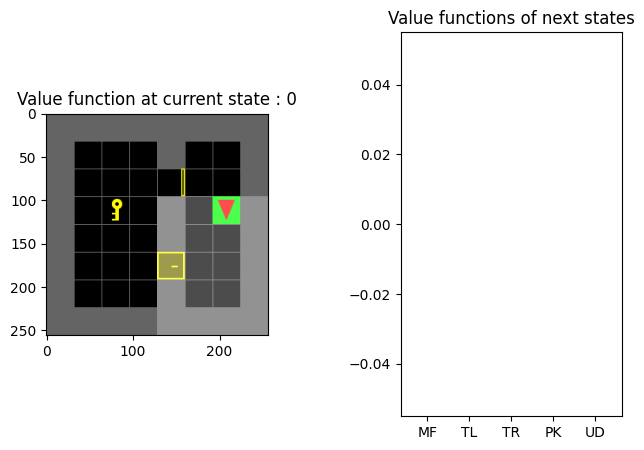 Value functions of next states
Value function at current state : 0
0
50
100
150
200
250
0
100
200
0.04
0.02
0.00
−0.02
−0.04
MF
TL
TR
PK
UD